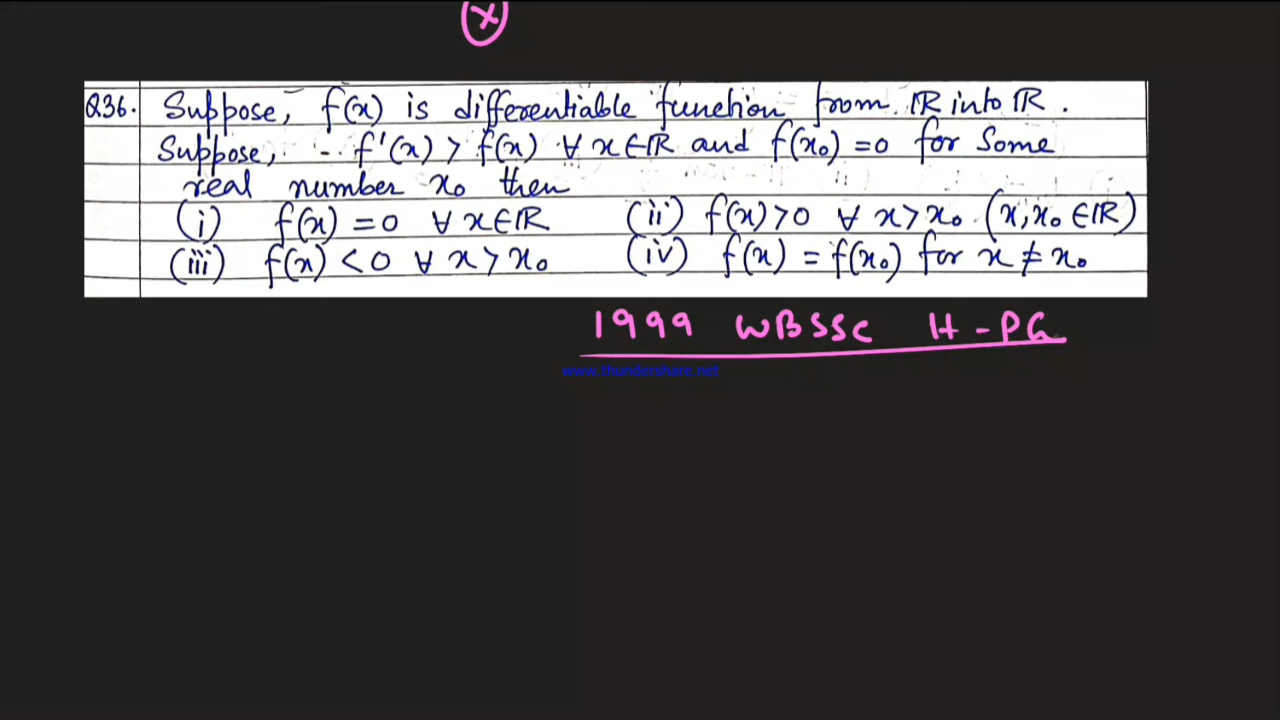 x
Q36. Suppose, f(x) is differentiable function from ℝ into ℝ.
Suppose, f'(x) > f(x) ∀ x∈ℝ and f(x₀) = 0 for some
real number x₀ then
(i) f(x) = 0 ∀ x∈ℝ (ii) f(x) > 0 ∀ x > x₀ (x, x₀ ∈ℝ)
(iii) f(x) < 0 ∀ x > x₀ (iv) f(x) = f(x₀) for x ≠ x₀
1999 WBSSC H-PG
www.thundershare.net